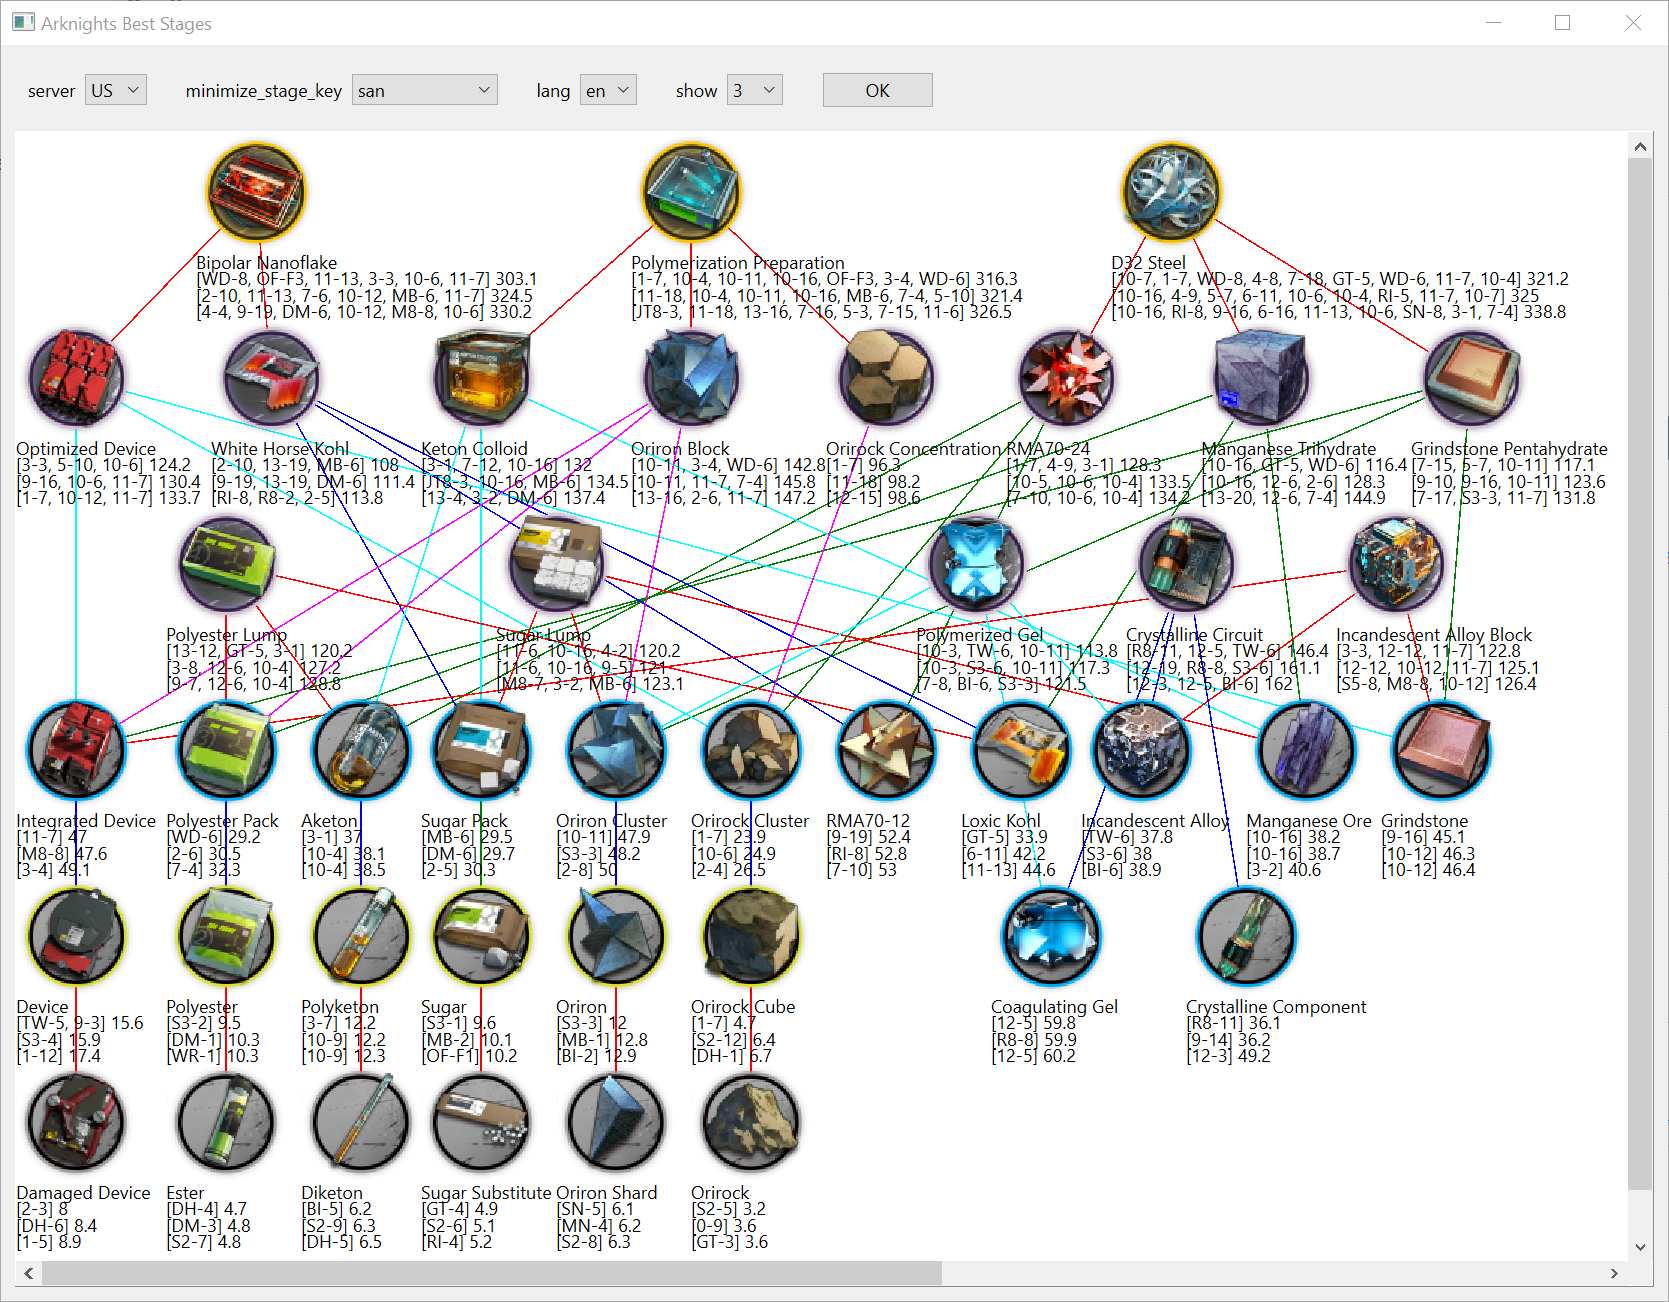 Arknights Best Stages
server US minimize_stage_key san lang en show 3 OK
Bipolar Nanoflake
[WD-8, OF-F3, 11-13, 3-3, 10-6, 11-7] 303.1
[2-10, 11-13, 7-6, 10-12, MB-6, 11-7] 324.5
[4-4, 9-19, DM-6, 10-12, M8-8, 10-6] 330.2
Polymerization Preparation
[1-7, 10-4, 10-11, 10-16, OF-F3, 3-4, WD-6] 316.3
[11-18, 10-4, 10-11, 10-16, MB-6, 7-4, 5-10] 321.4
[JT8-3, 11-18, 13-16, 7-16, 5-3, 7-15, 11-6] 326.5
D32 Steel
[10-7, 1-7, WD-8, 4-8, 7-18, GT-5, WD-6, 11-7, 10-4] 321.2
[10-16, 4-9, 5-7, 6-11, 10-6, 10-4, RI-5, 11-7, 10-7] 325
[10-16, RI-8, 9-16, 6-16, 11-13, 10-6, SN-8, 3-1, 7-4] 338.8
Optimized Device
[3-3, 5-10, 10-6] 124.2
[9-16, 10-6, 11-7] 130.4
[1-7, 10-12, 11-7] 133.7
White Horse Kohl
[2-10, 13-19, MB-6] 108
[9-19, 13-19, DM-6] 111.4
[RI-8, R8-2, 2-5] 113.8
Keton Colloid
[3-1, 7-12, 10-16] 132
[JT8-3, 10-16, MB-6] 134.5
[13-4, 3-2, DM-6] 137.4
Oriron Block
[10-11, 3-4, WD-6] 142.8
[10-11, 11-7, 7-4] 145.8
[13-16, 2-6, 11-7] 147.2
Orirock Concentration
[1-7] 96.3
[11-18] 98.2
[12-15] 98.6
RMA70-24
[1-7, 4-9, 3-1] 128.3
[10-5, 10-6, 10-4] 133.5
[7-10, 10-6, 10-4] 134.2
Manganese Trihydrate
[10-16, GT-5, WD-6] 116.4
[10-16, 12-6, 2-6] 128.3
[13-20, 12-6, 7-4] 144.9
Grindstone Pentahydrate
[7-15, 5-7, 10-11] 117.1
[9-10, 9-16, 10-11] 123.6
[7-17, S3-3, 11-7] 131.8
Polyester Lump
[13-12, GT-5, 3-1] 120.2
[3-8, 12-6, 10-4] 127.2
[9-7, 12-6, 10-4] 128.8
Sugar Lump
[11-6, 10-16, 4-2] 120.2
[11-6, 10-16, 9-5] 121
[M8-7, 3-2, MB-6] 123.1
Polymerized Gel
[10-3, TW-6, 10-11] 113.8
[10-3, S3-6, 10-11] 117.3
[7-8, BI-6, S3-3] 121.5
Crystalline Circuit
[R8-11, 12-5, TW-6] 146.4
[12-19, R8-8, S3-6] 161.1
[12-3, 12-5, BI-6] 162
Incandescent Alloy Block
[3-3, 12-12, 11-7] 122.8
[12-12, 10-12, 11-7] 125.1
[S5-8, M8-8, 10-12] 126.4
Integrated Device
[11-7] 47
[M8-8] 47.6
[3-4] 49.1
Polyester Pack
[WD-6] 29.2
[2-6] 30.5
[7-4] 32.3
Aketon
[3-1] 37
[10-4] 38.1
[10-4] 38.5
Sugar Pack
[MB-6] 29.5
[DM-6] 29.7
[2-5] 30.3
Oriron Cluster
[10-11] 47.9
[S3-3] 48.2
[2-8] 50
Orirock Cluster
[1-7] 23.9
[10-6] 24.9
[2-4] 26.5
RMA70-12
[9-19] 52.4
[RI-8] 52.8
[7-10] 53
Loxic Kohl
[GT-5] 33.9
[6-11] 42.2
[11-13] 44.6
Incandescent Alloy
[TW-6] 37.8
[S3-6] 38
[BI-6] 38.9
Manganese Ore
[10-16] 38.2
[10-16] 38.7
[3-2] 40.6
Grindstone
[9-16] 45.1
[10-12] 46.3
[10-12] 46.4
Device
[TW-5, 9-3] 15.6
[S3-4] 15.9
[1-12] 17.4
Polyester
[S3-2] 9.5
[DM-1] 10.3
[WR-1] 10.3
Polyketon
[3-7] 12.2
[10-9] 12.2
[10-9] 12.3
Sugar
[S3-1] 9.6
[MB-2] 10.1
[OF-F1] 10.2
Oriron
[S3-3] 12
[MB-1] 12.8
[BI-2] 12.9
Orirock Cube
[1-7] 4.7
[S2-12] 6.4
[DH-1] 6.7
Coagulating Gel
[12-5] 59.8
[R8-8] 59.9
[12-5] 60.2
Crystalline Component
[R8-11] 36.1
[9-14] 36.2
[12-3] 49.2
Damaged Device
[2-3] 8
[DH-6] 8.4
[1-5] 8.9
Ester
[DH-4] 4.7
[DM-3] 4.8
[S2-7] 4.8
Diketon
[BI-5] 6.2
[S2-9] 6.3
[DH-5] 6.5
Sugar Substitute
[GT-4] 4.9
[S2-6] 5.1
[RI-4] 5.2
Oriron Shard
[SN-5] 6.1
[MN-4] 6.2
[S2-8] 6.3
Orirock
[S2-5] 3.2
[0-9] 3.6
[GT-3] 3.6